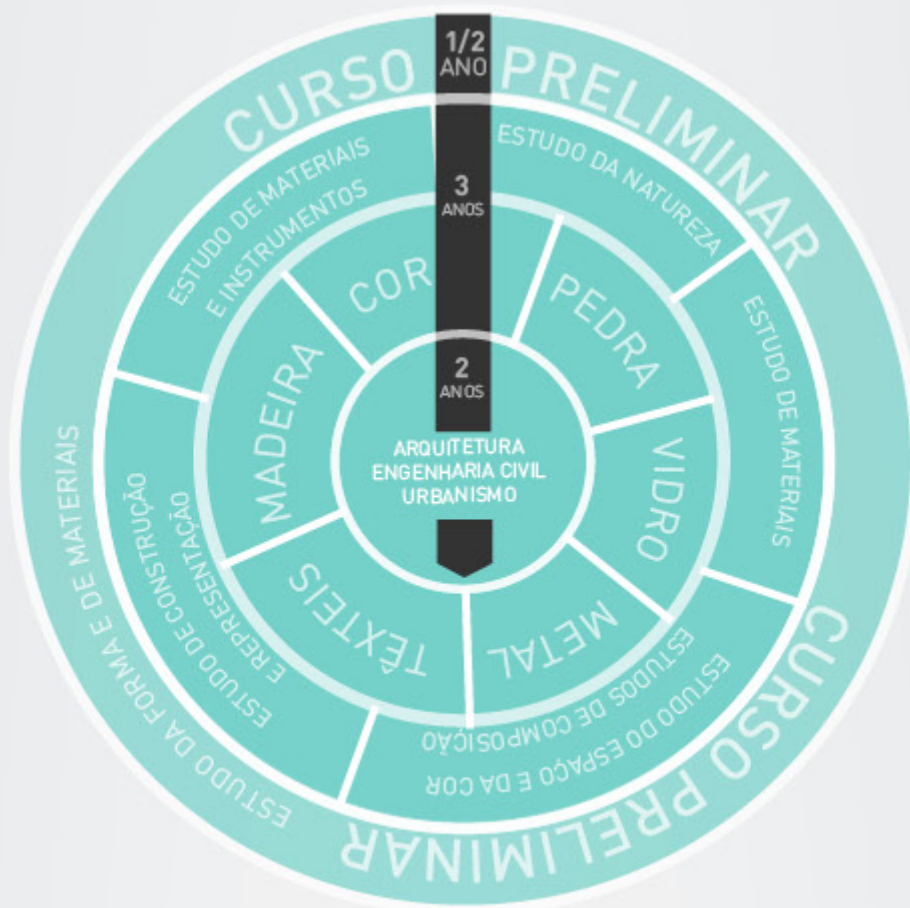 CURSO PRELIMINAR
1/2
ANO
CURSO PRELIMINAR
ESTUDO DA FORMA E DE MATERIAIS
3
ANOS
ESTUDO DA NATUREZA
ESTUDO DE MATERIAIS
ESTUDO DO ESPAÇO E DA COR
ESTUDOS DE COMPOSIÇÃO
ESTUDO DE CONSTRUÇÃO
E REPRESENTAÇÃO
ESTUDO DE MATERIAIS
E INSTRUMENTOS
COR
PEDRA
VIDRO
METAL
TÊXTEIS
MADEIRA
2
ANOS
ARQUITETURA
ENGENHARIA CIVIL
URBANISMO